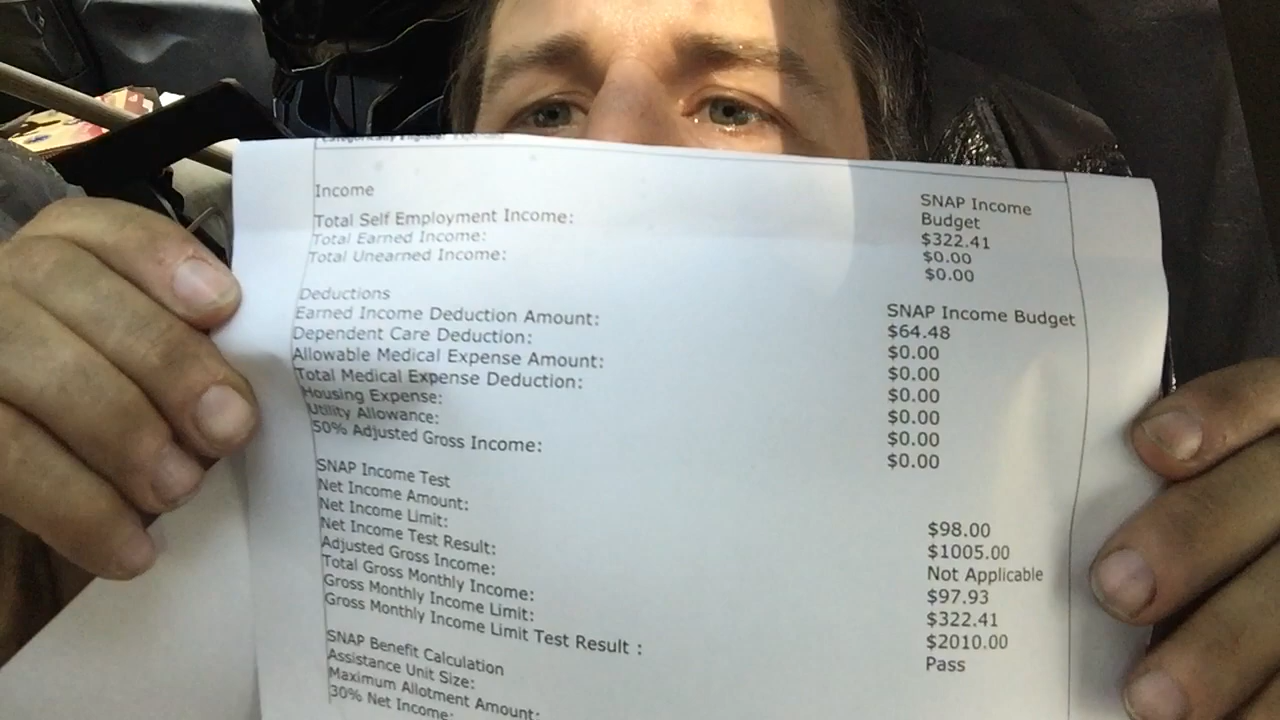 Categorically Eligible
Income
SNAP Income
Budget
Total Self Employment Income: $322.41
Total Earned Income: $0.00
Total Unearned Income: $0.00
Deductions
SNAP Income Budget
Earned Income Deduction Amount: $64.48
Dependent Care Deduction: $0.00
Allowable Medical Expense Amount: $0.00
Total Medical Expense Deduction: $0.00
Housing Expense: $0.00
Utility Allowance: $0.00
50% Adjusted Gross Income: $0.00
SNAP Income Test
Net Income Amount: $98.00
Net Income Limit: $1005.00
Net Income Test Result: Not Applicable
Adjusted Gross Income: $97.93
Total Gross Monthly Income: $322.41
Gross Monthly Income Limit: $2010.00
Gross Monthly Income Limit Test Result : Pass
SNAP Benefit Calculation
Assistance Unit Size:
Maximum Allotment Amount:
30% Net Income: